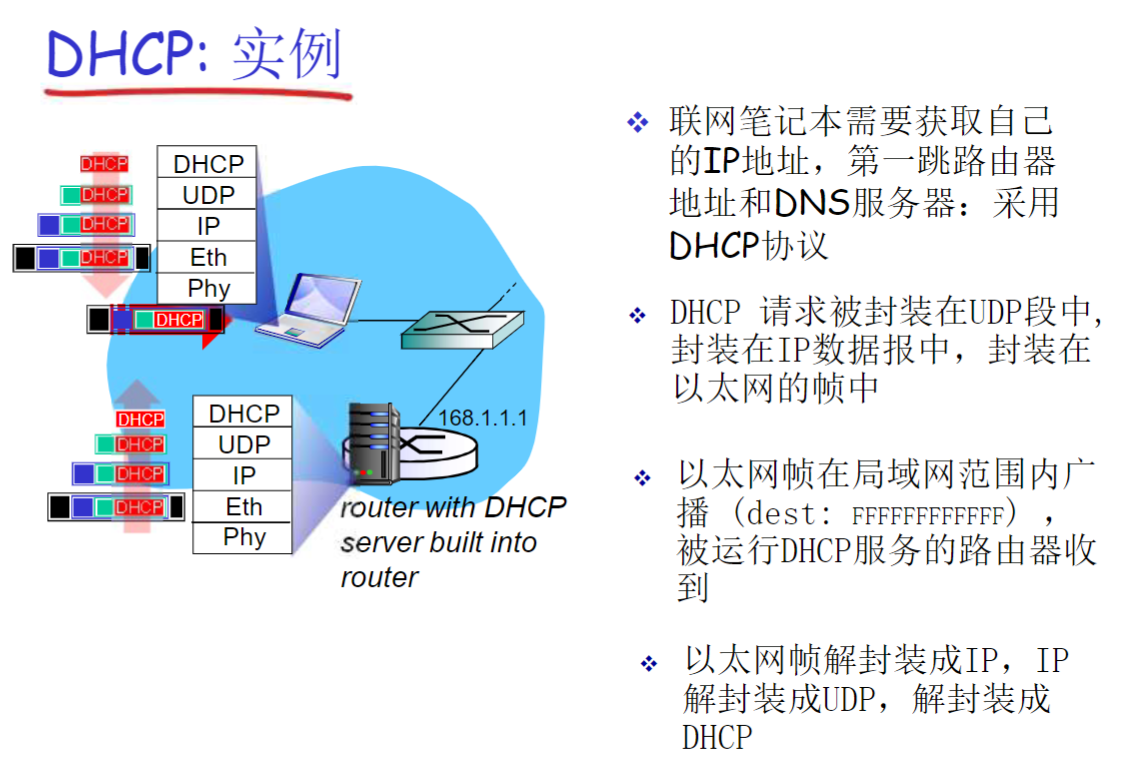 DHCP: 实例
DHCP
DHCP
DHCP
DHCP
DHCP
DHCP
UDP
IP
Eth
Phy
DHCP
DHCP
DHCP
DHCP
DHCP
UDP
IP
Eth
Phy
168.1.1.1
router with DHCP
server built into
router
联网笔记本需要获取自己
的IP地址，第一跳路由器
地址和DNS服务器：采用
DHCP协议
DHCP 请求被封装在UDP段中，
封装在IP数据报中，封装在
以太网的帧中
以太网帧在局域网范围内广
播 (dest: FFFFFFFFFFFF) ，
被运行DHCP服务的路由器收
到
以太网帧解封装成IP，IP
解封装成UDP，解封装成
DHCP